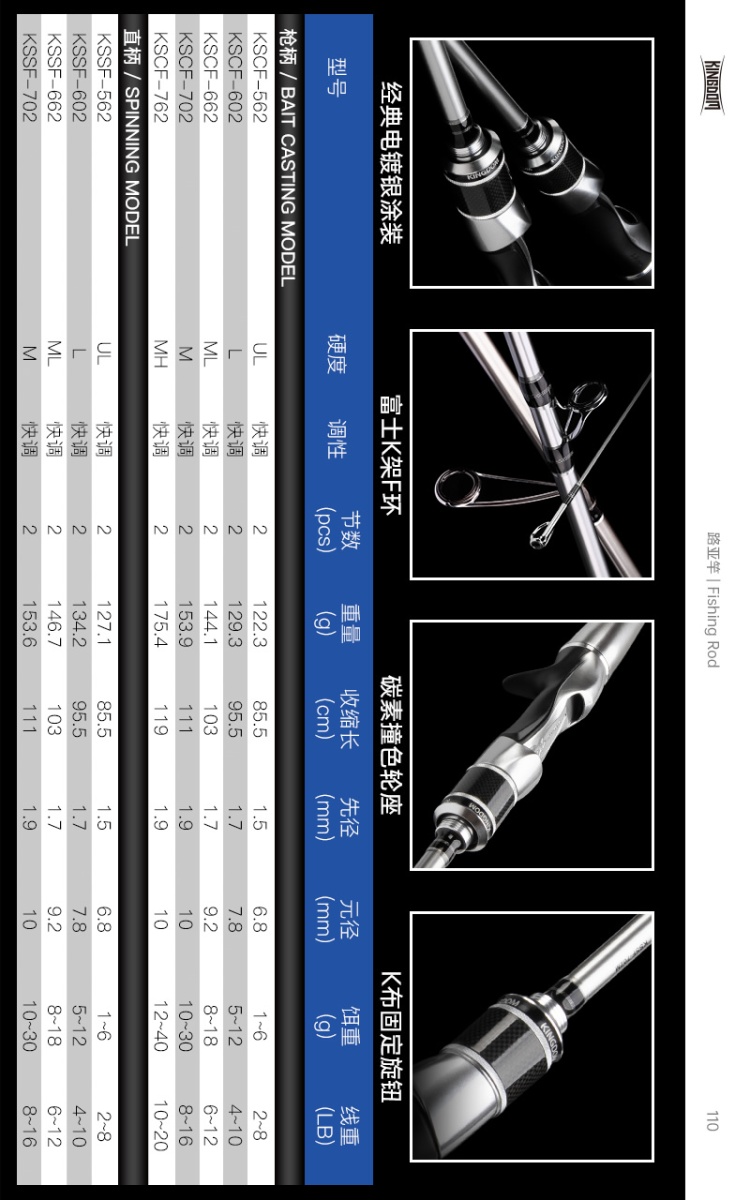 KINGDOM
路亚竿 | Fishing Rod
110
经典电镀银涂装
富士K架F环
碳素撞色轮座
K布固定旋钮
型号 硬度 调性 节数(pcs) 重量(g) 收缩长(cm) 先径(mm) 元径(mm) 饵重(g) 线重(LB)
枪柄 / BAIT CASTING MODEL
KSCF-562 UL 快调 2 122.3 85.5 1.5 6.8 1~6 2~8
KSCF-602 L 快调 2 129.3 95.5 1.7 7.8 5~12 4~10
KSCF-662 ML 快调 2 144.1 103 1.7 9.2 8~18 6~12
KSCF-702 M 快调 2 153.9 111 1.9 10 10~30 8~16
KSCF-762 MH 快调 2 175.4 119 1.9 10 12~40 10~20
直柄 / SPINNING MODEL
KSSF-562 UL 快调 2 127.1 85.5 1.5 6.8 1~6 2~8
KSSF-602 L 快调 2 134.2 95.5 1.7 7.8 5~12 4~10
KSSF-662 ML 快调 2 146.7 103 1.7 9.2 8~18 6~12
KSSF-702 M 快调 2 153.6 111 1.9 10 10~30 8~16